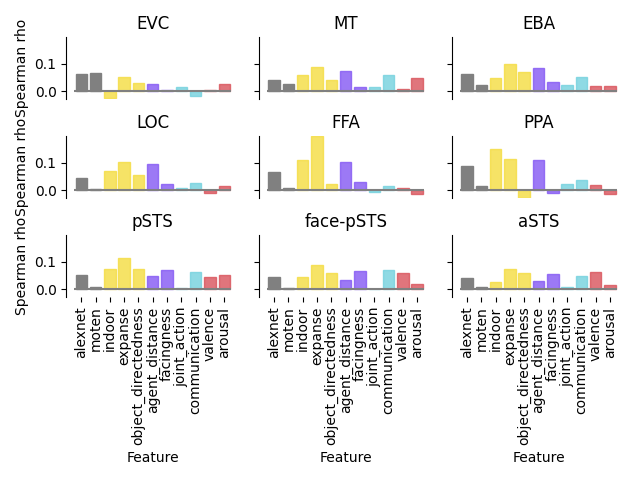 EVC
MT
EBA
Spearman rho
0.1
0.0
LOC
FFA
PPA
Spearman rho
0.1
0.0
pSTS
face-pSTS
aSTS
Spearman rho
0.1
0.0
alexnet
moten
indoor
expanse
object_directedness
agent_distance
facingness
joint_action
communication
valence
arousal
Feature
alexnet
moten
indoor
expanse
object_directedness
agent_distance
facingness
joint_action
communication
valence
arousal
Feature
alexnet
moten
indoor
expanse
object_directedness
agent_distance
facingness
joint_action
communication
valence
arousal
Feature